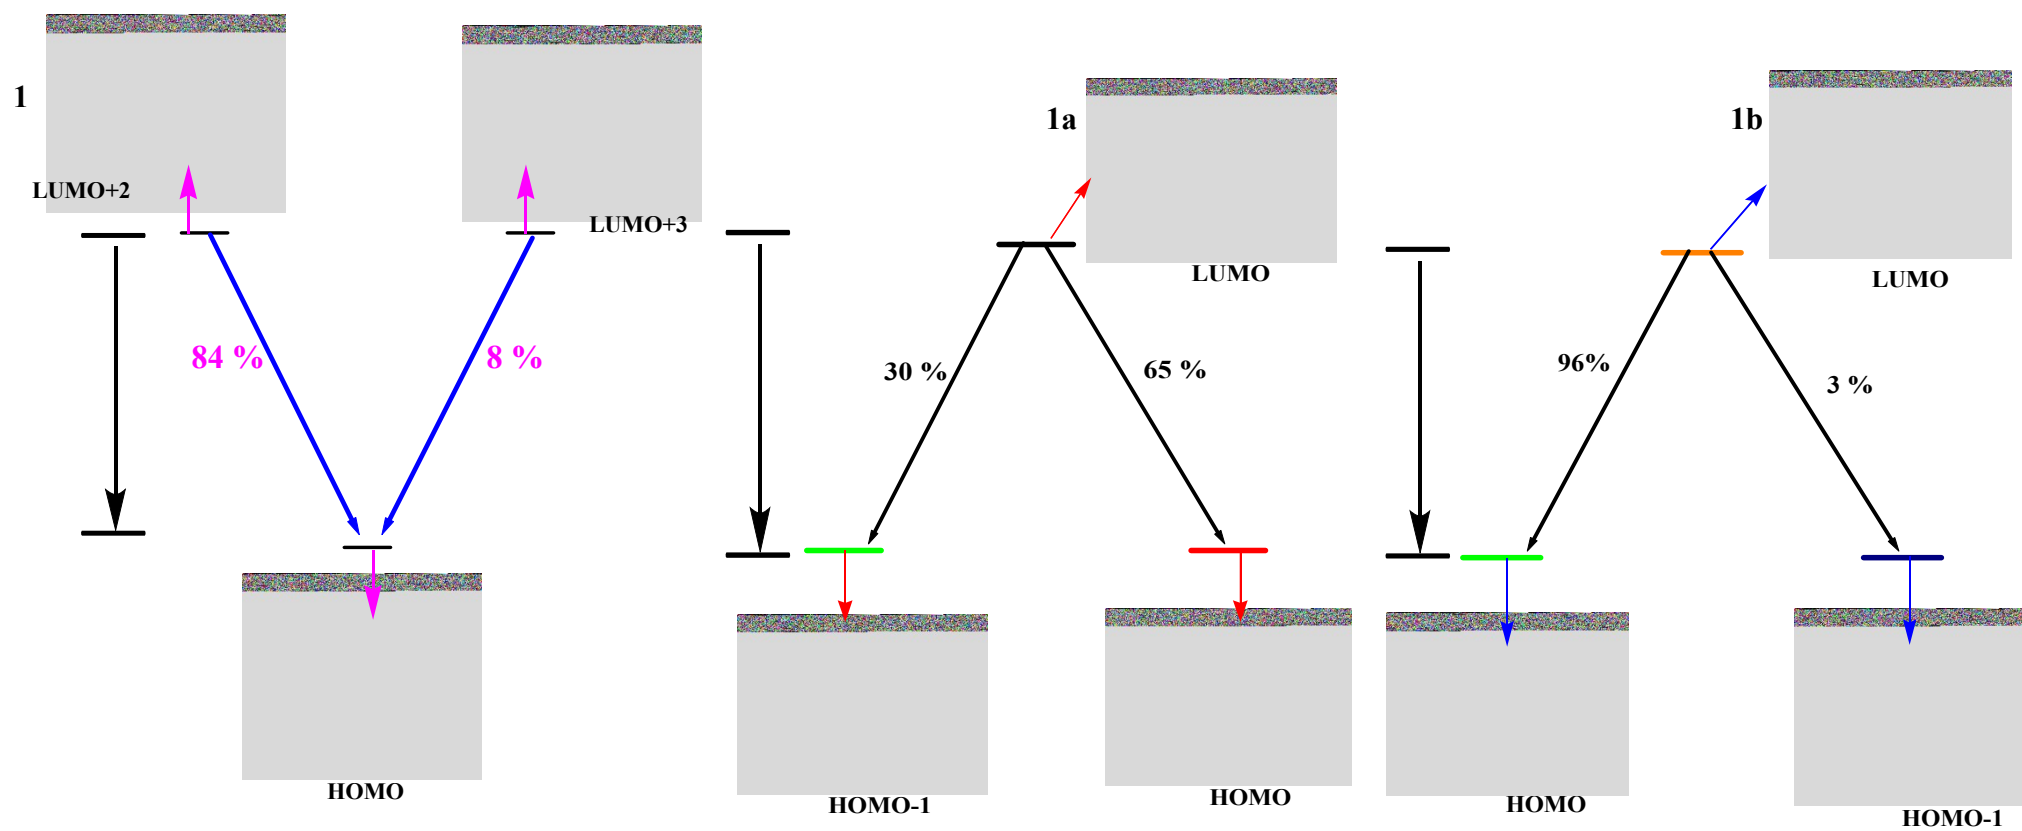 1
LUMO+2
LUMO+3
84 %
8 %
HOMO
1a
LUMO
30 %
65 %
HOMO-1
HOMO
1b
LUMO
96%
3 %
HOMO
HOMO-1